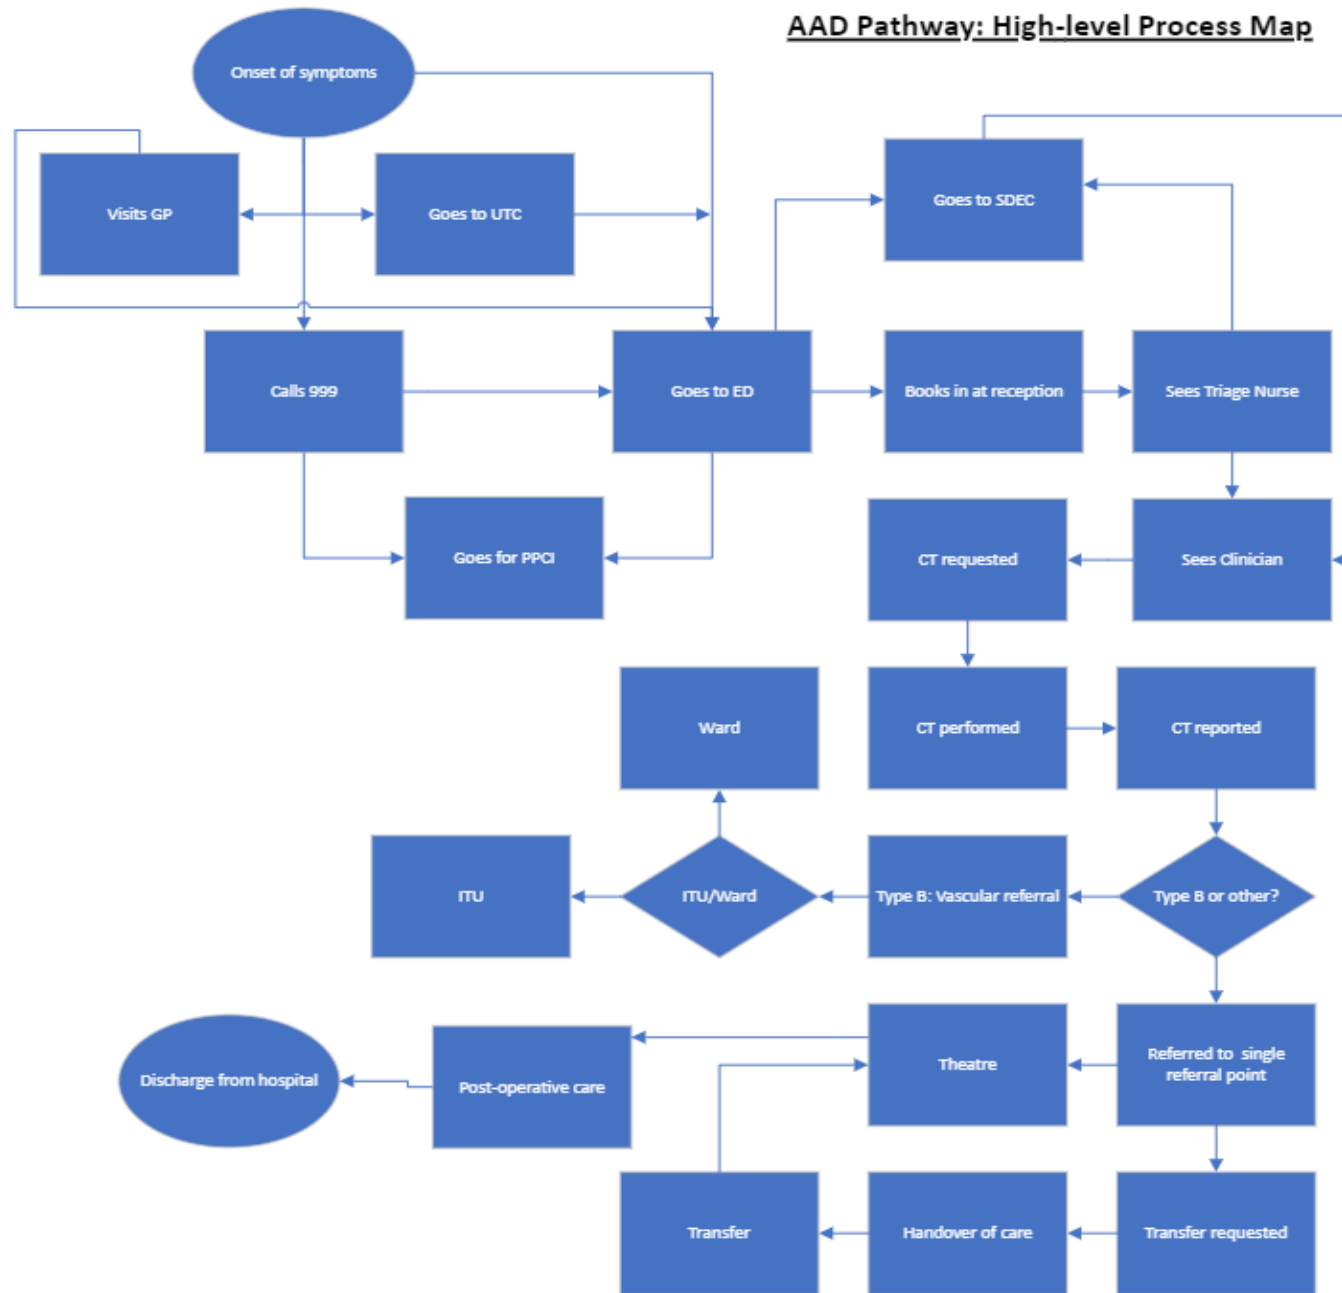 AAD Pathway: High-level Process Map
Onset of symptoms
Visits GP
Goes to UTC
Goes to SDEC
Calls 999
Goes to ED
Books in at reception
Sees Triage Nurse
Goes for PPCI
CT requested
Sees Clinician
Ward
CT performed
CT reported
ITU
ITU/Ward
Type B: Vascular referral
Type B or other?
Discharge from hospital
Post-operative care
Theatre
Referred to single
referral point
Transfer
Handover of care
Transfer requested